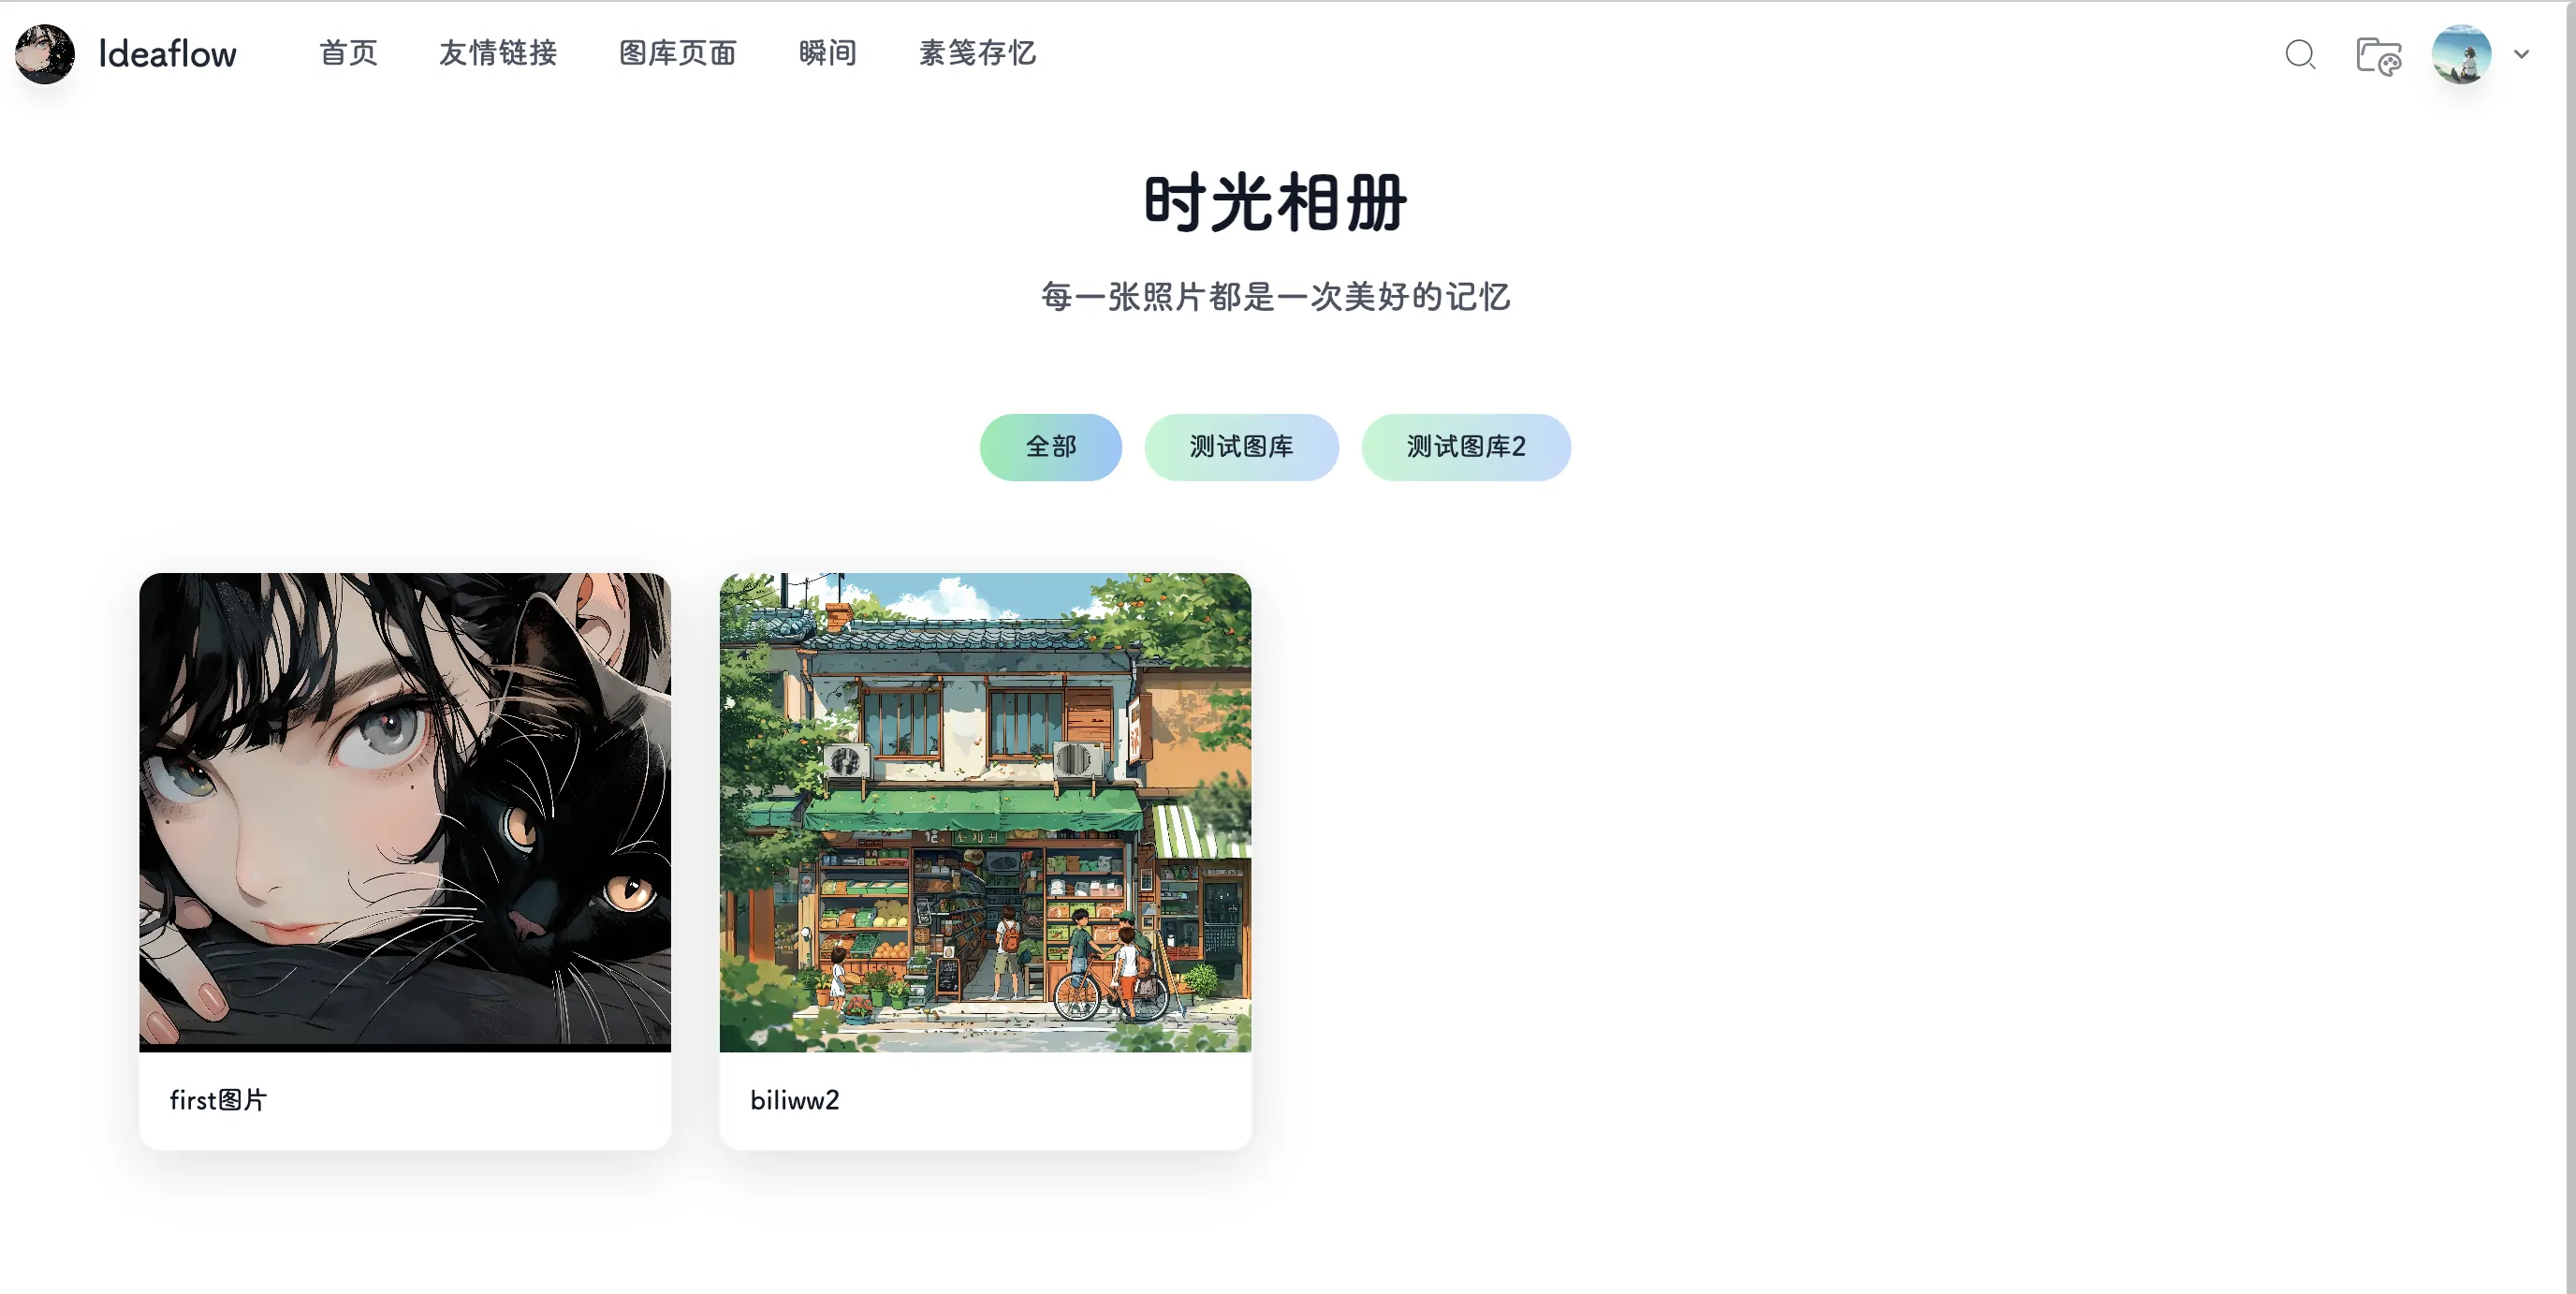 Ideaflow
首页
友情链接
图库页面
瞬间
素笺存忆
时光相册
每一张照片都是一次美好的记忆
全部
测试图库
测试图库2
first图片
biliww2